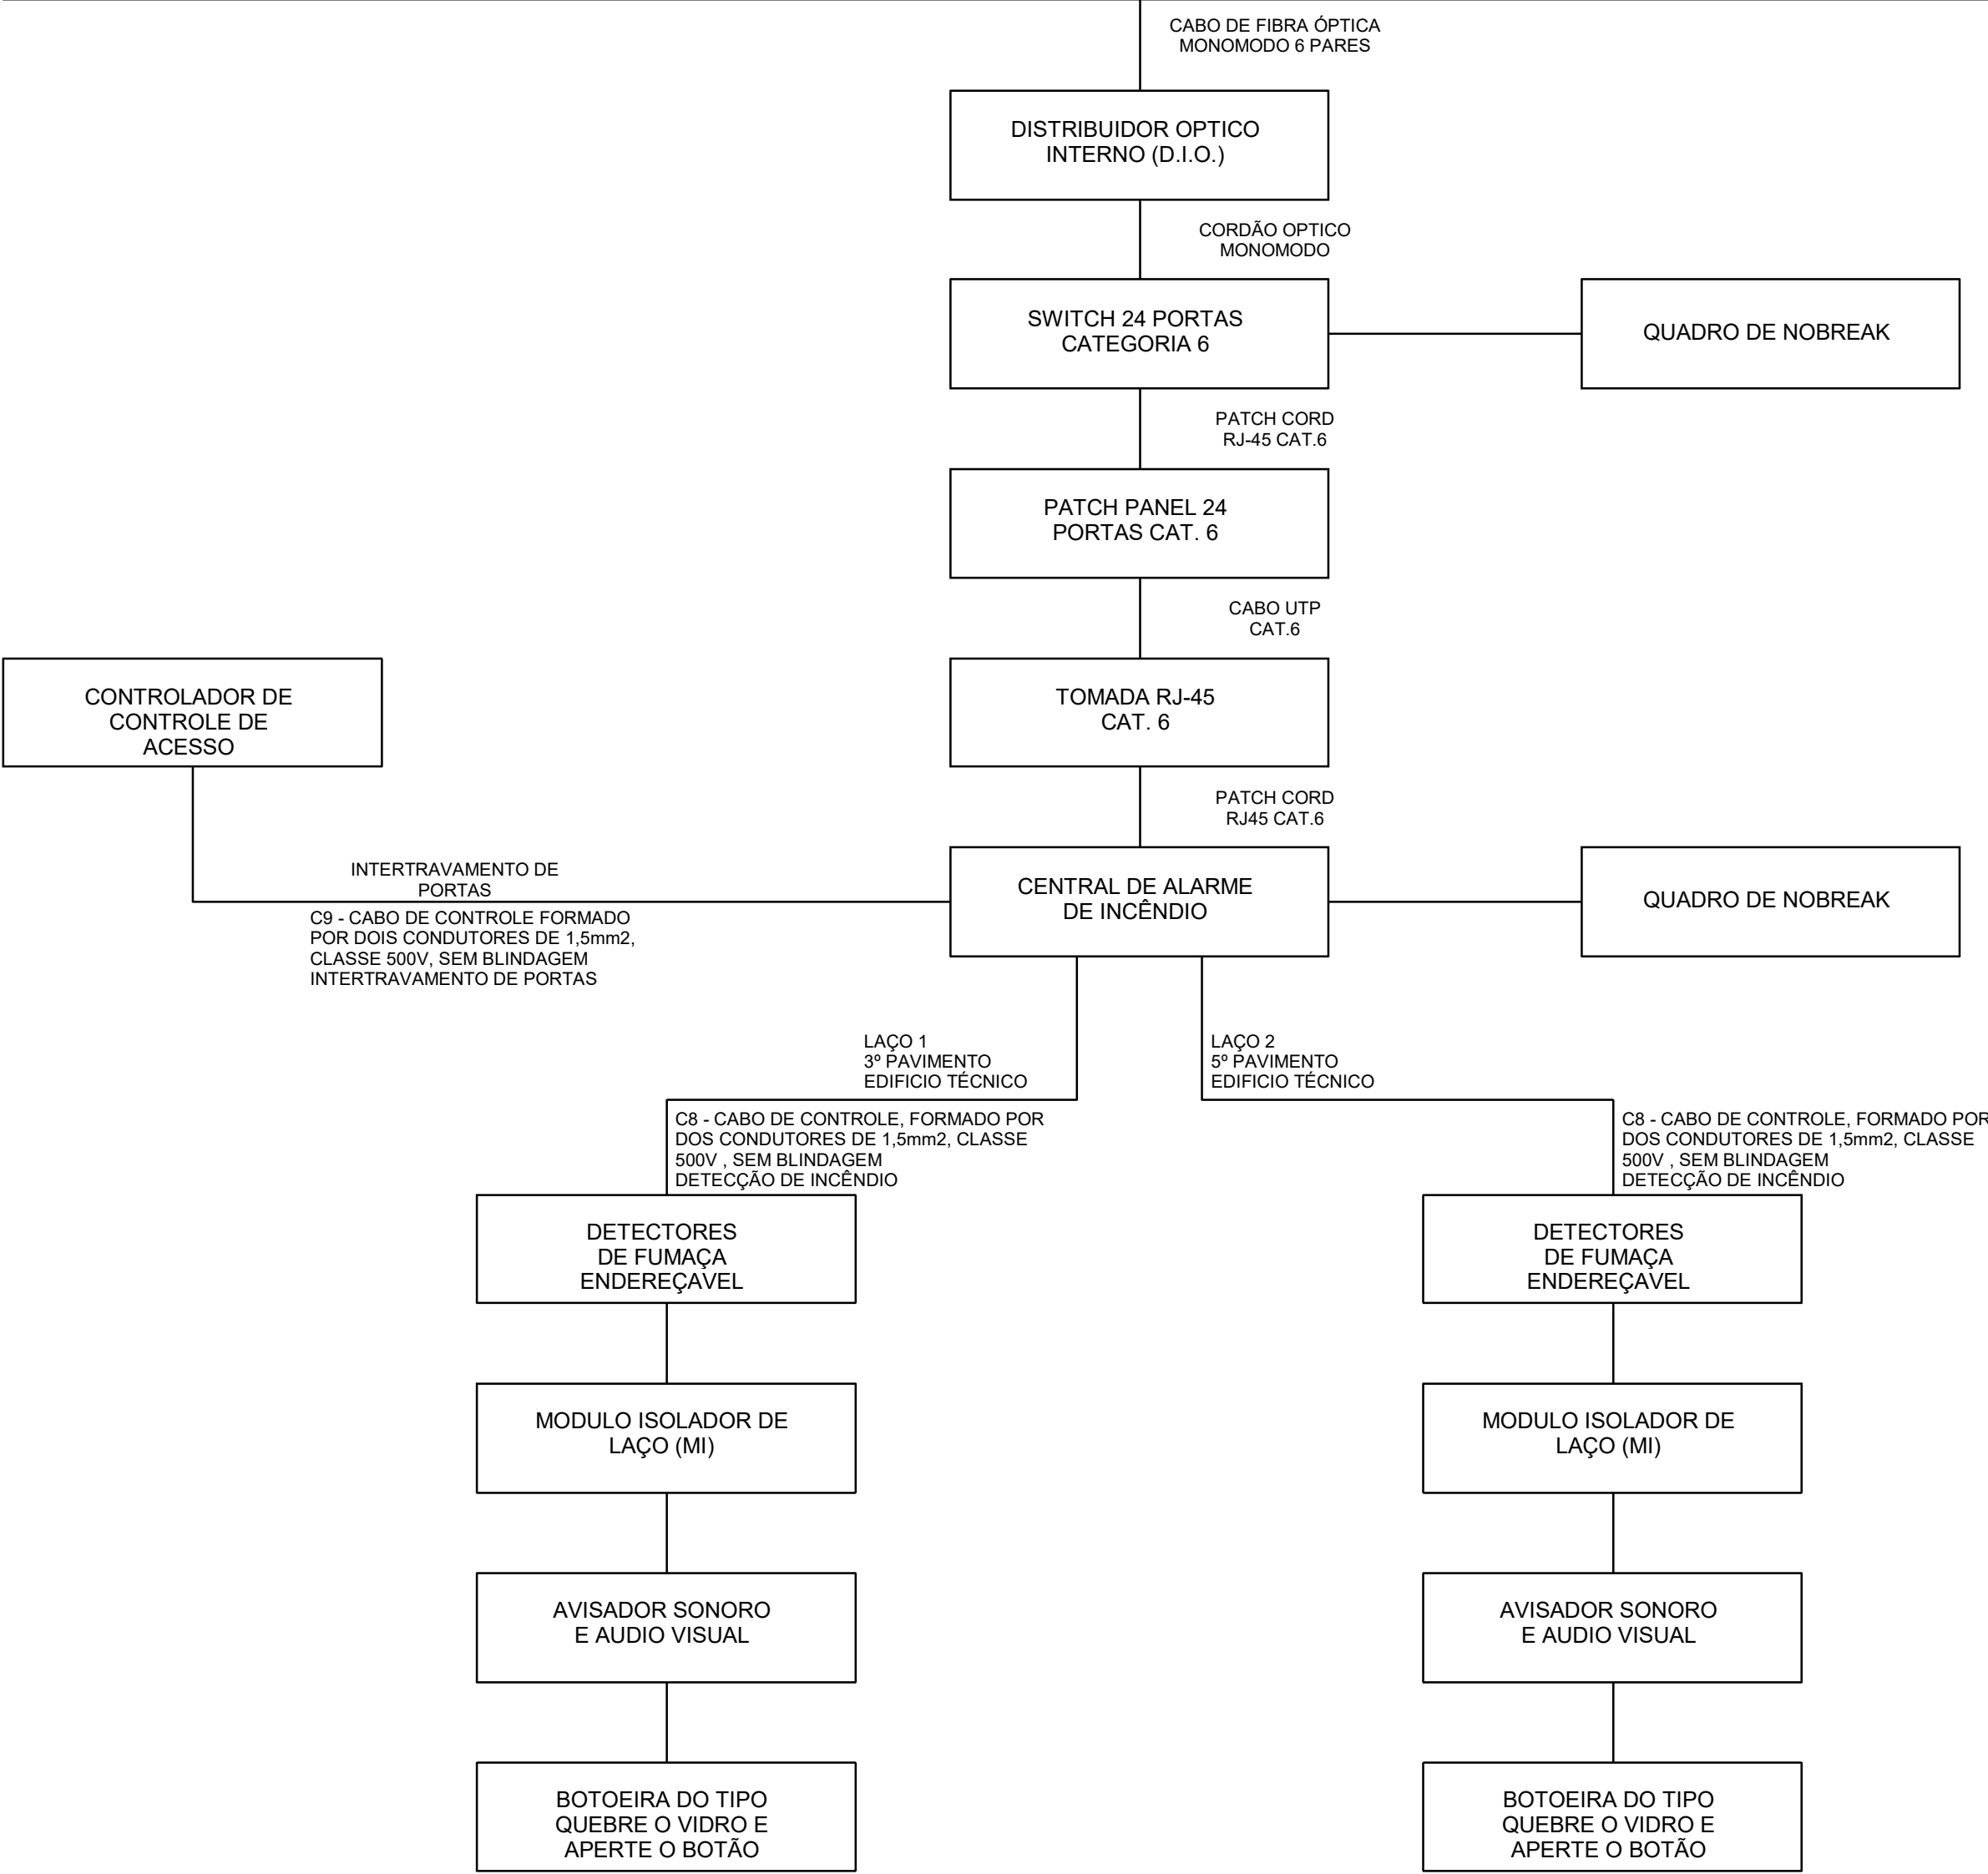 CABO DE FIBRA ÓPTICA
MONOMODO 6 PARES
DISTRIBUIDOR OPTICO
INTERNO (D.I.O.)
CORDÃO OPTICO
MONOMODO
SWITCH 24 PORTAS
CATEGORIA 6
QUADRO DE NOBREAK
PATCH CORD
RJ-45 CAT.6
PATCH PANEL 24
PORTAS CAT. 6
CABO UTP
CAT.6
CONTROLADOR DE
CONTROLE DE
ACESSO
TOMADA RJ-45
CAT. 6
PATCH CORD
RJ45 CAT.6
INTERTRAVAMENTO DE
PORTAS
C9 - CABO DE CONTROLE FORMADO
POR DOIS CONDUTORES DE 1,5mm2,
CLASSE 500V, SEM BLINDAGEM
INTERTRAVAMENTO DE PORTAS
CENTRAL DE ALARME
DE INCÊNDIO
QUADRO DE NOBREAK
LAÇO 1
3º PAVIMENTO
EDIFICIO TÉCNICO
LAÇO 2
5º PAVIMENTO
EDIFICIO TÉCNICO
C8 - CABO DE CONTROLE, FORMADO POR
DOS CONDUTORES DE 1,5mm2, CLASSE
500V , SEM BLINDAGEM
DETECÇÃO DE INCÊNDIO
C8 - CABO DE CONTROLE, FORMADO POR
DOS CONDUTORES DE 1,5mm2, CLASSE
500V , SEM BLINDAGEM
DETECÇÃO DE INCÊNDIO
DETECTORES
DE FUMAÇA
ENDEREÇAVEL
DETECTORES
DE FUMAÇA
ENDEREÇAVEL
MODULO ISOLADOR DE
LAÇO (MI)
MODULO ISOLADOR DE
LAÇO (MI)
AVISADOR SONORO
E AUDIO VISUAL
AVISADOR SONORO
E AUDIO VISUAL
BOTOEIRA DO TIPO
QUEBRE O VIDRO E
APERTE O BOTÃO
BOTOEIRA DO TIPO
QUEBRE O VIDRO E
APERTE O BOTÃO